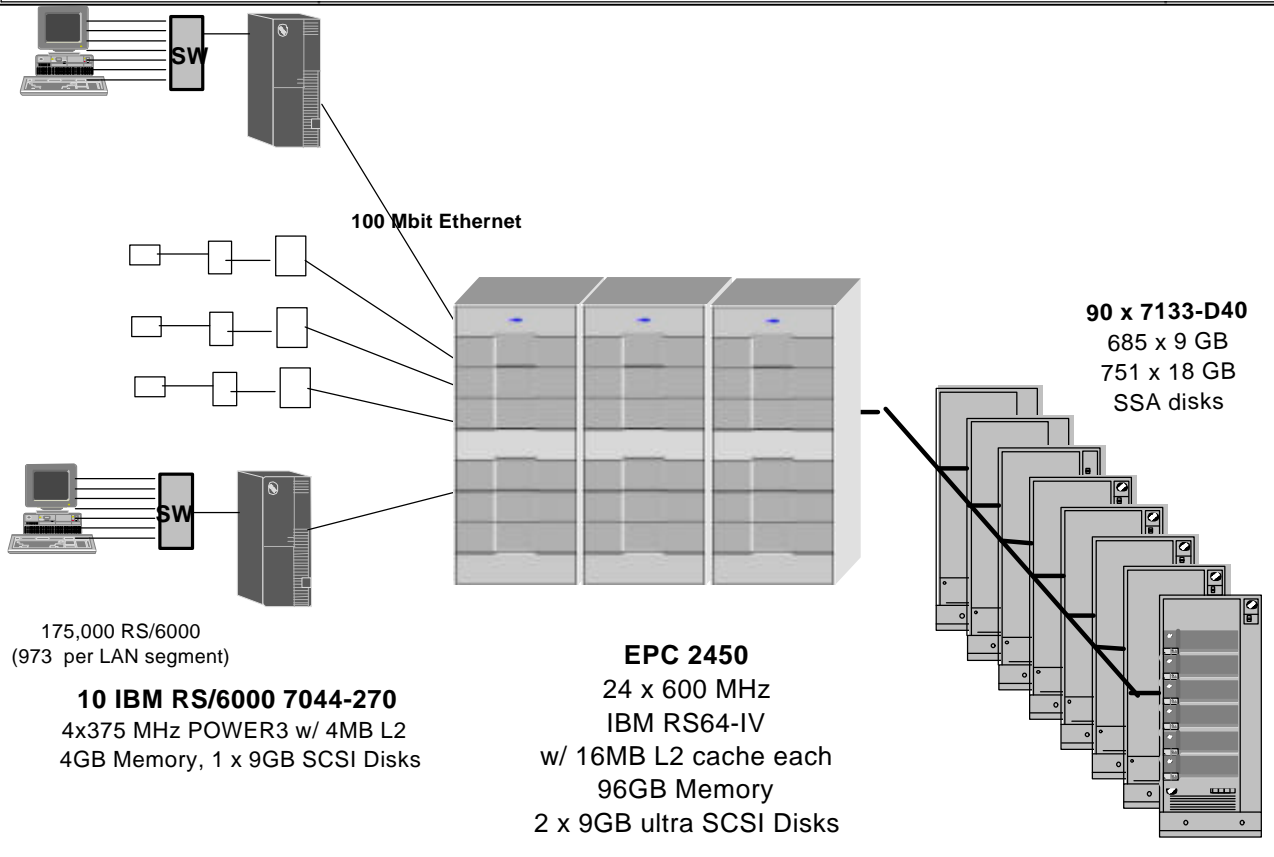 SW
100 Mbit Ethernet
90 x 7133-D40
685 x 9 GB
751 x 18 GB
SSA disks
SW
175,000 RS/6000
(973 per LAN segment)
10 IBM RS/6000 7044-270
4x375 MHz POWER3 w/ 4MB L2
4GB Memory, 1 x 9GB SCSI Disks
EPC 2450
24 x 600 MHz
IBM RS64-IV
w/ 16MB L2 cache each
96GB Memory
2 x 9GB ultra SCSI Disks